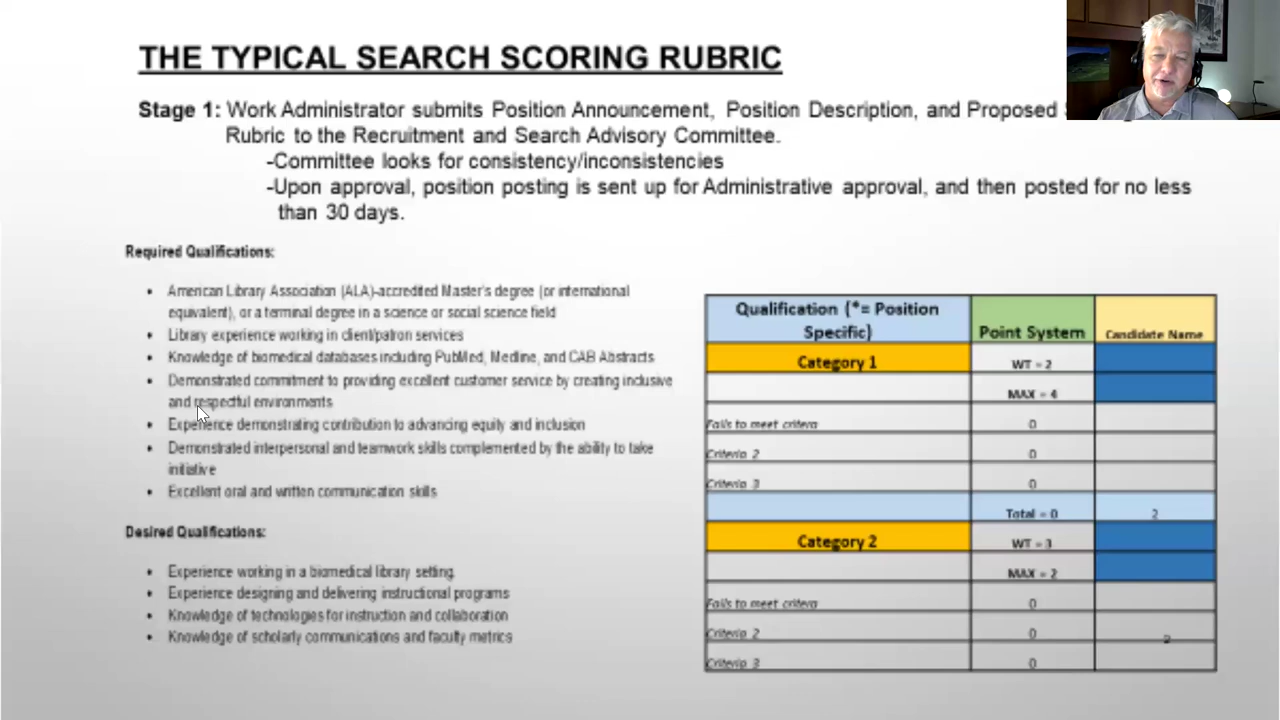 THE TYPICAL SEARCH SCORING RUBRIC
Stage 1: Work Administrator submits Position Announcement, Position Description, and Proposed
Rubric to the Recruitment and Search Advisory Committee.
-Committee looks for consistency/inconsistencies
-Upon approval, position posting is sent up for Administrative approval, and then posted for no less
than 30 days.
Required Qualifications:
• American Library Association (ALA)-accredited Master's degree (or international
equivalent), or a terminal degree in a science or social science field
• Library experience working in client/patron services
• Knowledge of biomedical databases including PubMed, Medline, and CAB Abstracts
• Demonstrated commitment to providing excellent customer service by creating inclusive
and respectful environments
• Experience demonstrating contribution to advancing equity and inclusion
• Demonstrated interpersonal and teamwork skills complemented by the ability to take
initiative
• Excellent oral and written communication skills
Desired Qualifications:
• Experience working in a biomedical library setting.
• Experience designing and delivering instructional programs
• Knowledge of technologies for instruction and collaboration
• Knowledge of scholarly communications and faculty metrics
Qualification (*= Position
Specific) Point System Candidate Name
Category 1 WT = 2
MAX = 4
Fails to meet critera 0
Criteria 2 0
Criteria 3 0
Total = 0 2
Category 2 WT = 3
MAX = 2
Fails to meet critera 0
Criteria 2 0 2
Criteria 3 0